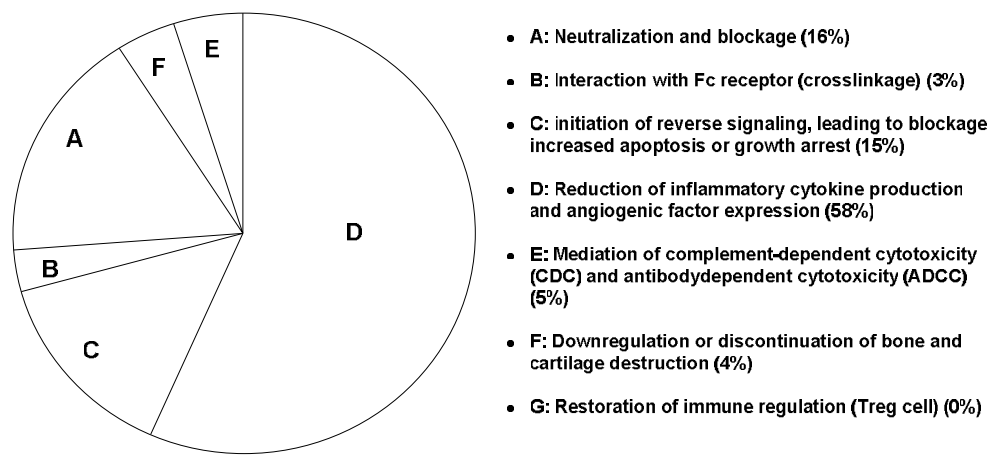 E
F
A
D
B
C
• A: Neutralization and blockage (16%)
• B: Interaction with Fc receptor (crosslinkage) (3%)
• C: initiation of reverse signaling, leading to blockage
increased apoptosis or growth arrest (15%)
• D: Reduction of inflammatory cytokine production
and angiogenic factor expression (58%)
• E: Mediation of complement-dependent cytotoxicity
(CDC) and antibodydependent cytotoxicity (ADCC)
(5%)
• F: Downregulation or discontinuation of bone and
cartilage destruction (4%)
• G: Restoration of immune regulation (Treg cell) (0%)